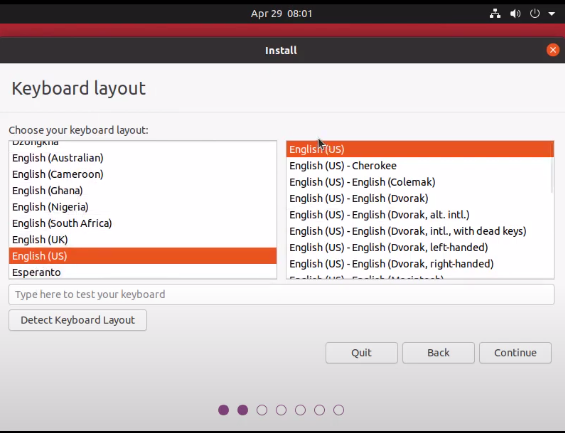 Apr 29 08:01
Install
Keyboard layout
Choose your keyboard layout:
Dzongkha
English (Australian)
English (Cameroon)
English (Ghana)
English (Nigeria)
English (South Africa)
English (UK)
English (US)
Esperanto
English (US)
English (US) - Cherokee
English (US) - English (Colemak)
English (US) - English (Dvorak)
English (US) - English (Dvorak, alt. intl.)
English (US) - English (Dvorak, intl., with dead keys)
English (US) - English (Dvorak, left-handed)
English (US) - English (Dvorak, right-handed)
English (US) - English (Macintosh)
Type here to test your keyboard
Detect Keyboard Layout
Quit
Back
Continue